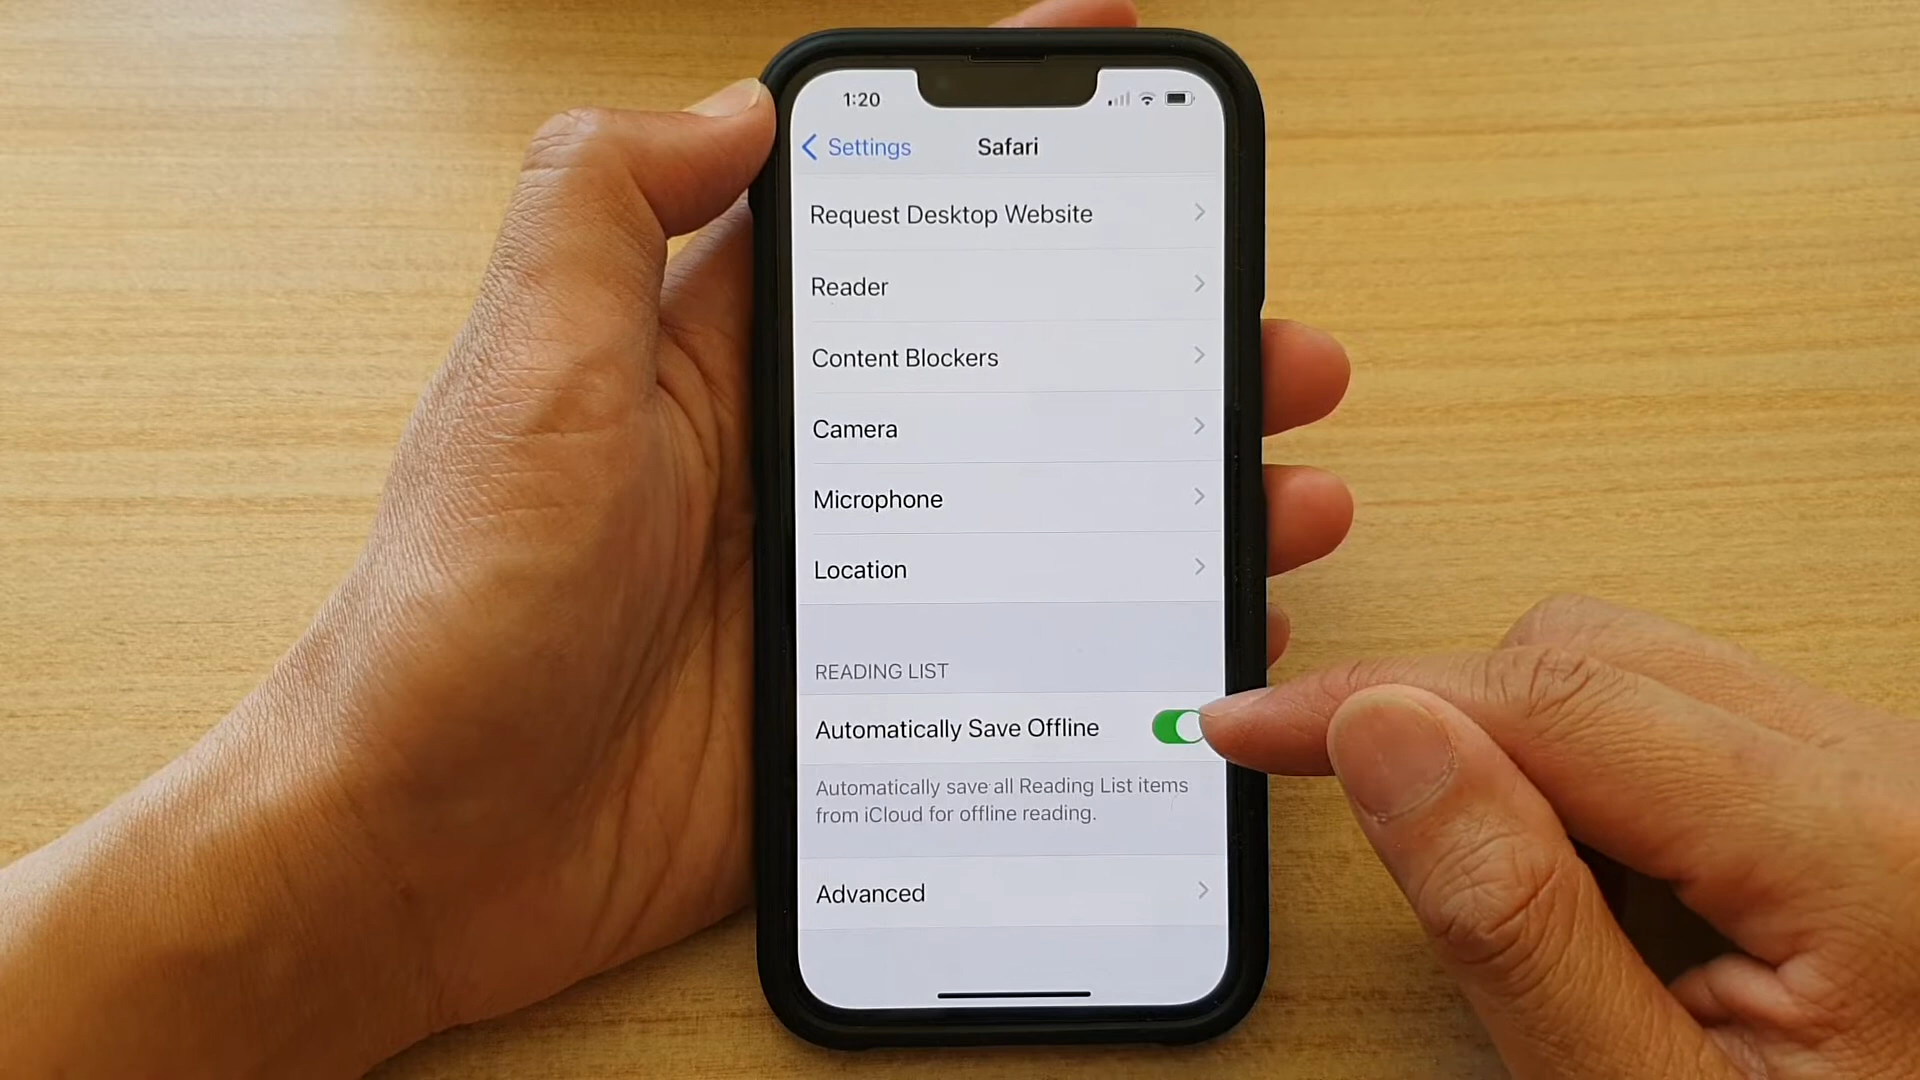 1:20
Settings
Safari
Request Desktop Website
Reader
Content Blockers
Camera
Microphone
Location
READING LIST
Automatically Save Offline
Automatically save all Reading List items
from iCloud for offline reading.
Advanced